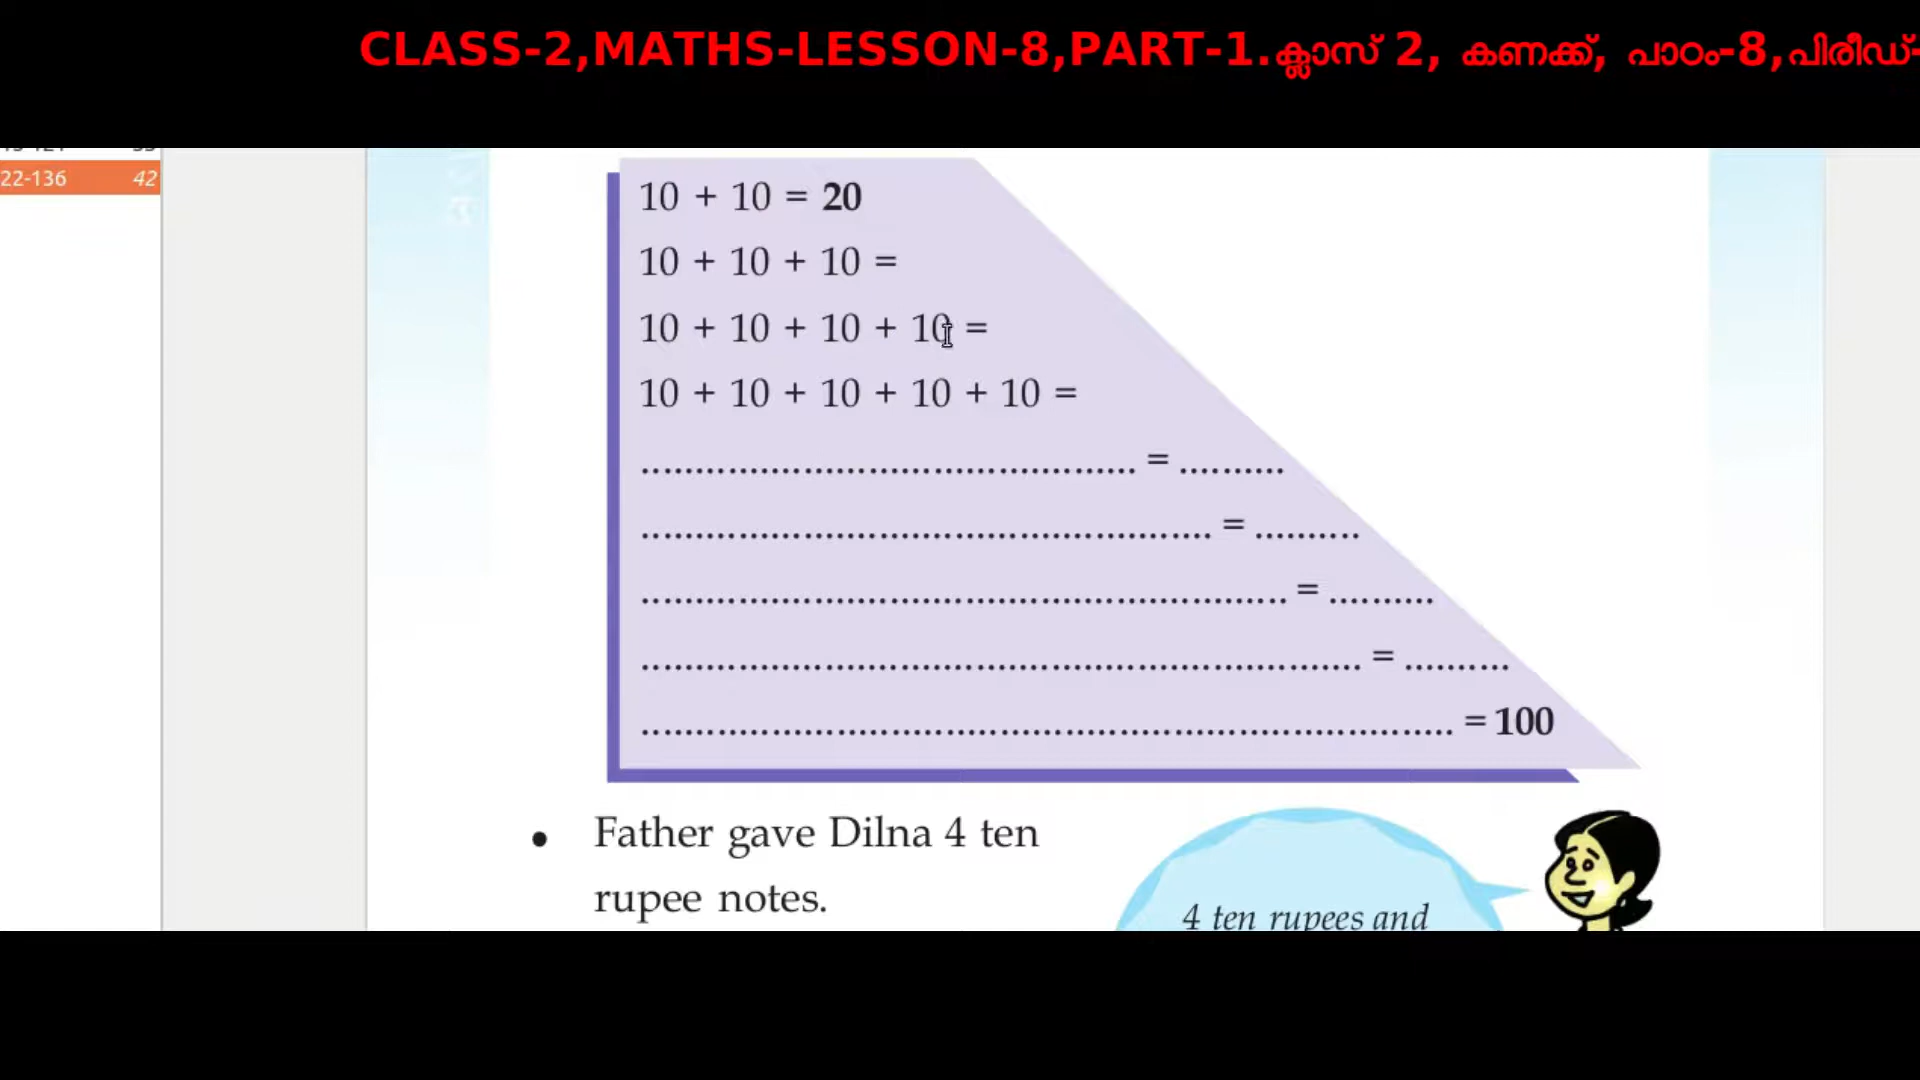 CLASS-2,MATHS-LESSON-8,PART-1.ക്ലാസ് 2, കണക്ക്, പാഠം-8,പിരീഡ്-
22-136 42
10 + 10 = 20
10 + 10 + 10 =
10 + 10 + 10 + 10 =
10 + 10 + 10 + 10 + 10 =
.............................................. = ..........
..................................................... = ..........
............................................................ = ..........
................................................................... = ..........
........................................................................... = 100
• Father gave Dilna 4 ten
rupee notes.
4 ten rupees and